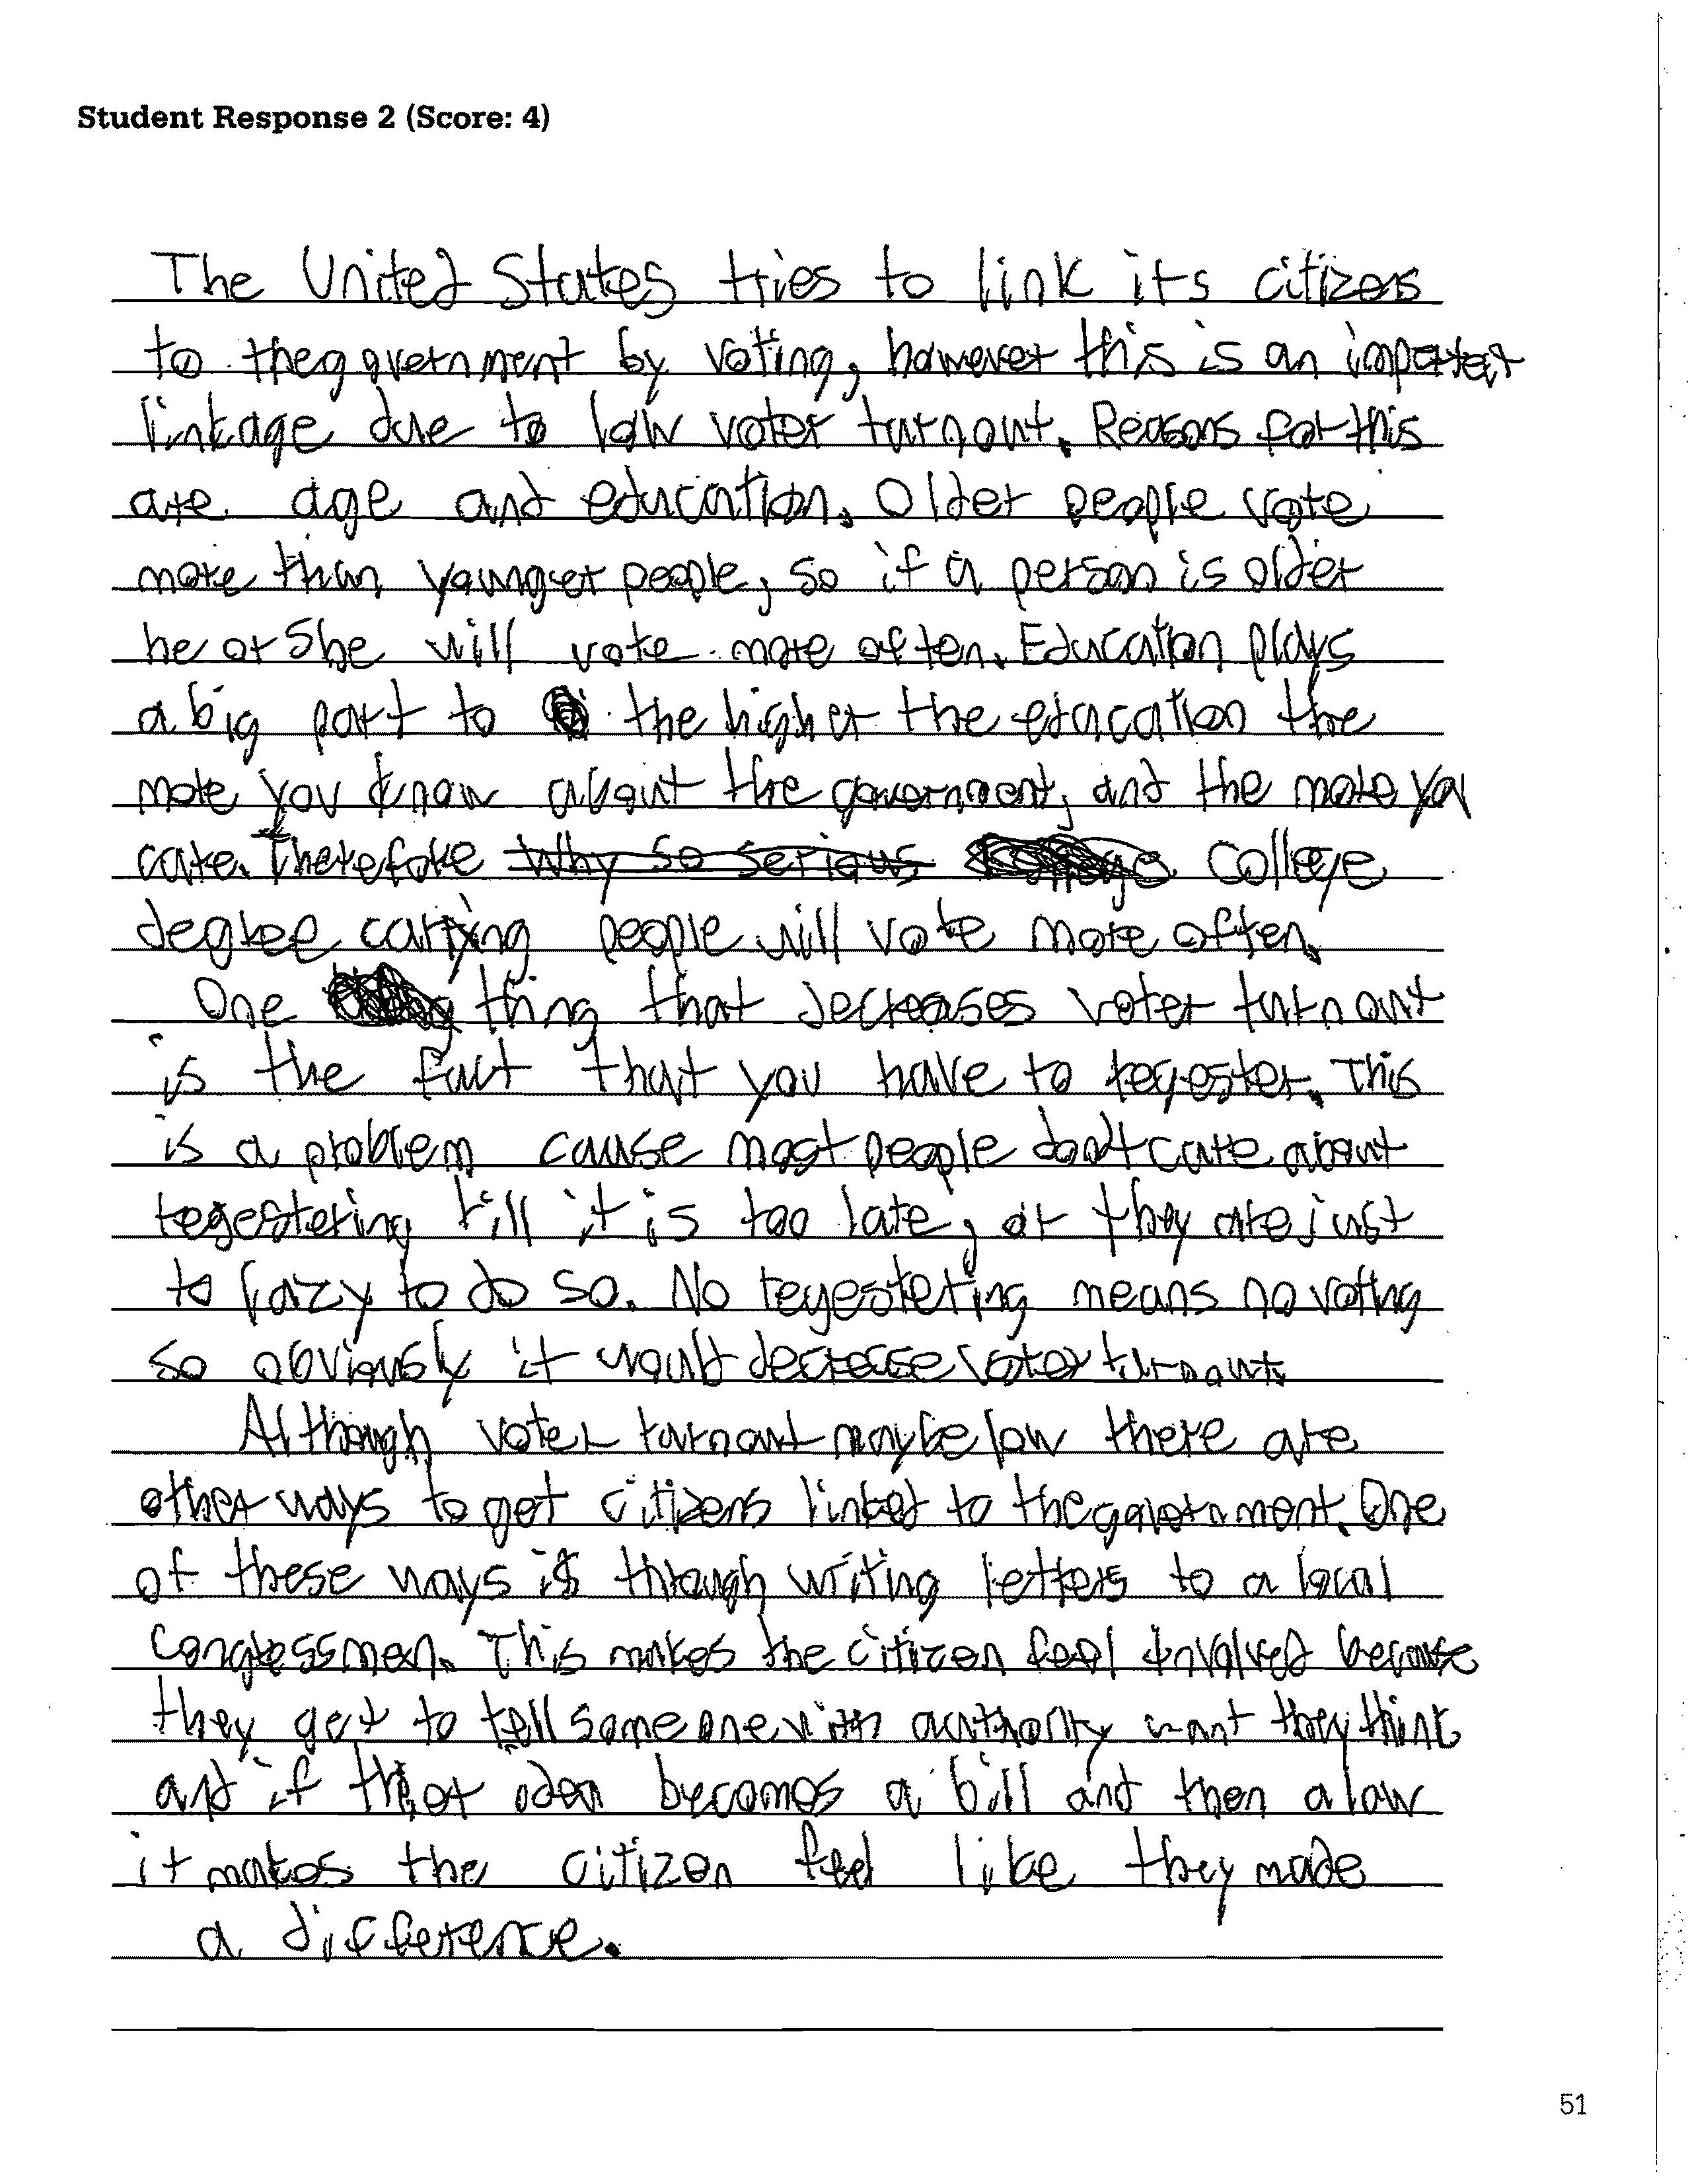 Student Response 2 (Score: 4)
The United States tries to link its citizens
to the government by voting, however this is an imperfect
linkage due to low voter turnout. Reasons for this
are age and education. Older people vote
more than younger people, so if a person is older
he or she will vote more often. Education plays
a big part to the higher the education the
more you know about the government, and the more you
care. Therefore Why so serious College
degree carrying people will vote more often.
One thing that decreases voter turnout
is the fact that you have to regester. This
is a problem cause most people don't care about
regestering till it is too late, or they are just
to lazy to do so. No regestering means no voting
so obviously it would decrease voter turnout.
Although voter turnout may be low there are
other ways to get citizens linked to the government. One
of these ways is through writing letters to a local
congressmen. This makes the citizen feel involved because
they get to tell someone with authority what they think
and if their idea becomes a bill and then a law
it makes the citizen feel like they made
a difference.
51